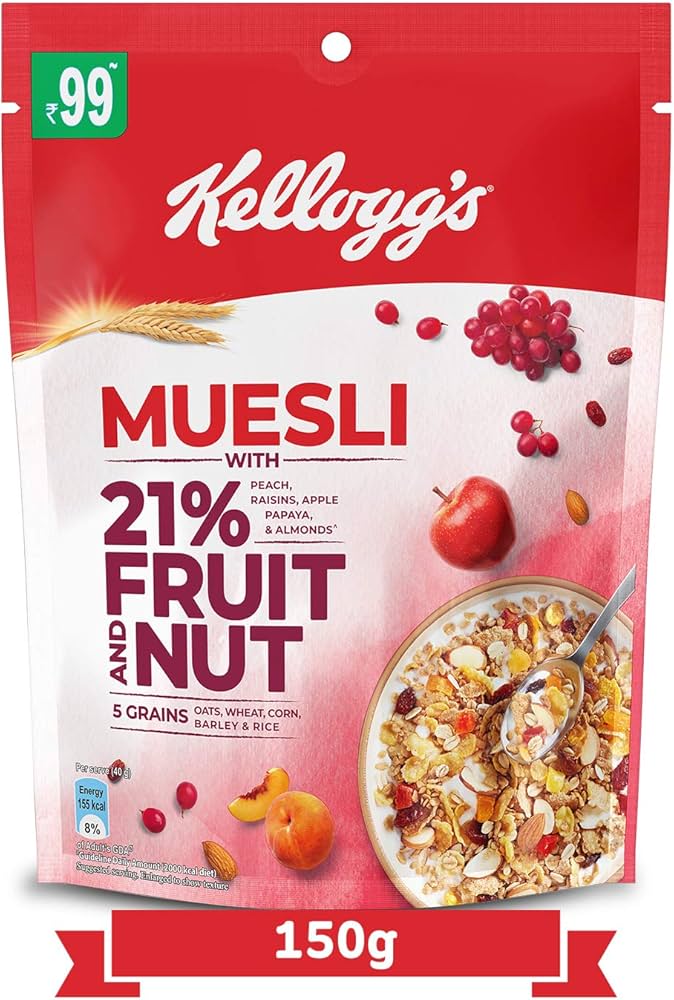 ₹99~
Kellogg's®
MUESLI
WITH
21%
PEACH,
RAISINS, APPLE
PAPAYA,
& ALMONDS^
FRUIT
AND NUT
5 GRAINS
OATS, WHEAT, CORN,
BARLEY & RICE
Per serve (40 g)
Energy
155 kcal
8%
of Adult's GDA
Guideline Daily Amount (2000 kcal diet)
Suggested serving. Enlarged to show texture
150g